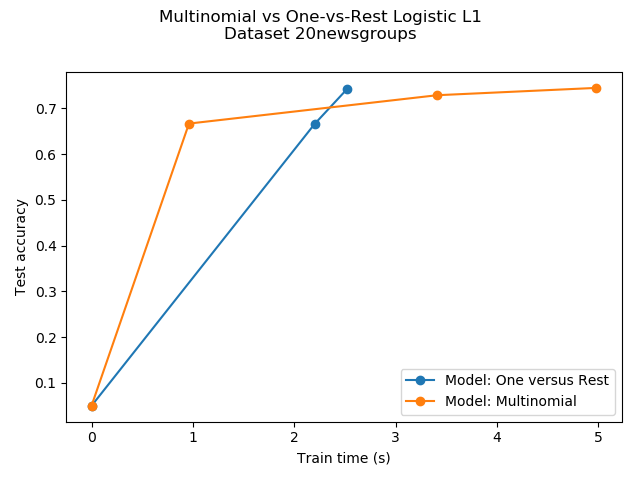 Multinomial vs One-vs-Rest Logistic L1
Dataset 20newsgroups
0.7
0.6
0.5
0.4
0.3
0.2
0.1
Test accuracy
0 1 2 3 4 5
Train time (s)
Model: One versus Rest
Model: Multinomial